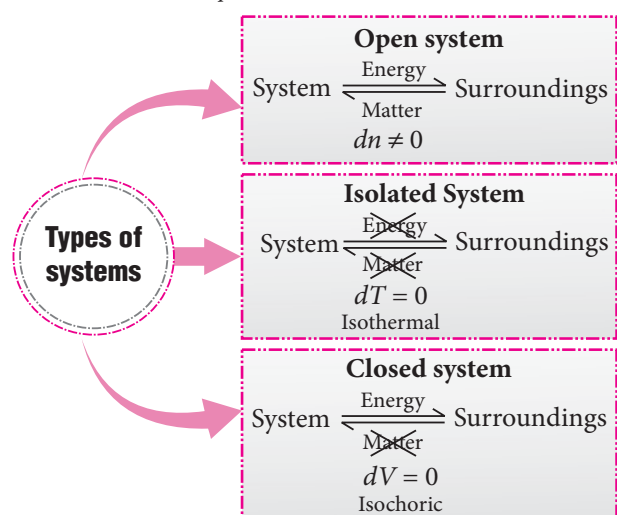 Types of
systems
Open system
Energy
System ⇌ Surroundings
Matter
dn ≠ 0
Isolated System
Energy
System ⇌ Surroundings
Matter
dT = 0
Isothermal
Closed system
Energy
System ⇌ Surroundings
Matter
dV = 0
Isochoric